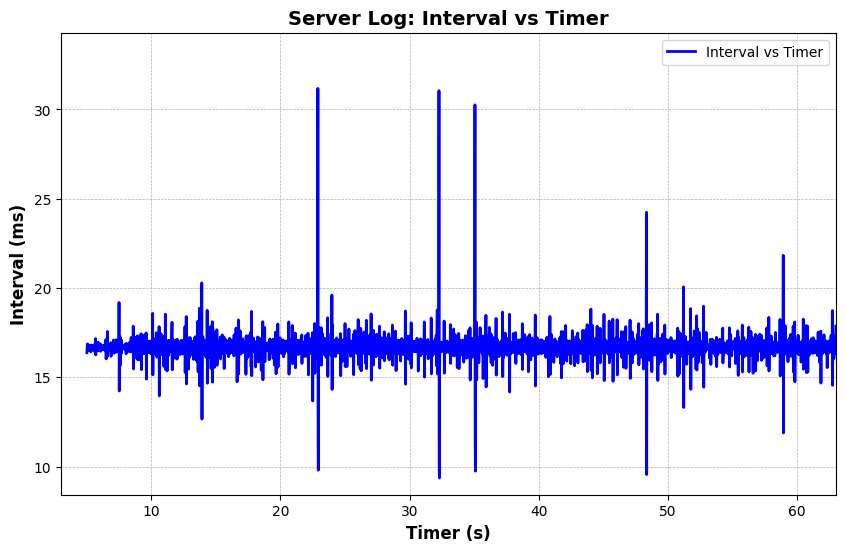 Server Log: Interval vs Timer
Interval vs Timer
Interval (ms)
30
25
20
15
10
10 20 30 40 50 60
Timer (s)